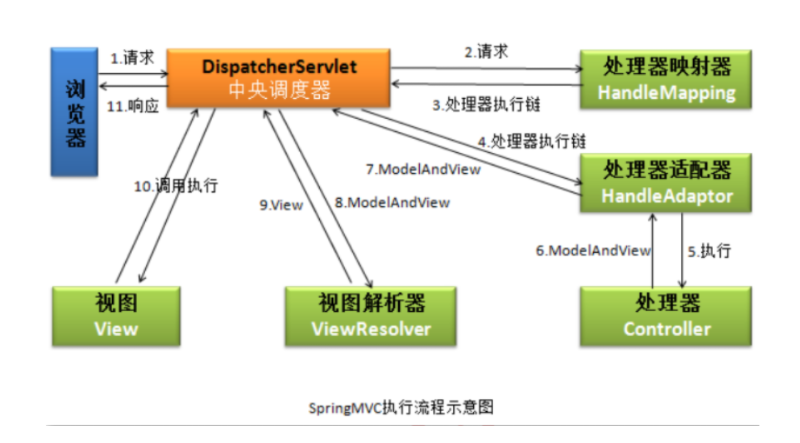 浏览器
1.请求
11.响应
DispatcherServlet
中央调度器
2.请求
3.处理器执行链
处理器映射器
HandleMapping
4.处理器执行链
7.ModelAndView
处理器适配器
HandleAdaptor
10.调用执行
9.View
8.ModelAndView
6.ModelAndView
5.执行
视图
View
视图解析器
ViewResolver
处理器
Controller
SpringMVC执行流程示意图